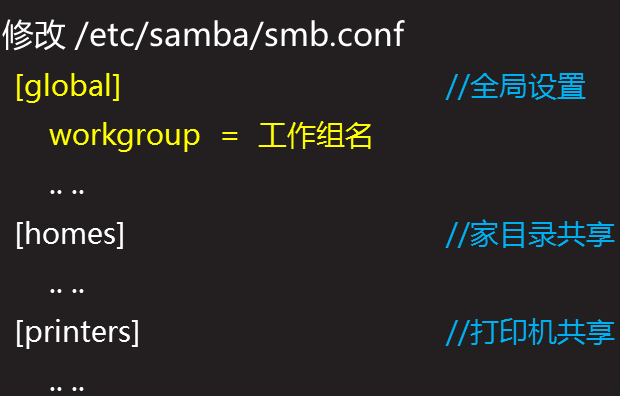 修改 /etc/samba/smb.conf
[global] //全局设置
workgroup = 工作组名
.. ..
[homes] //家目录共享
.. ..
[printers] //打印机共享
.. ..